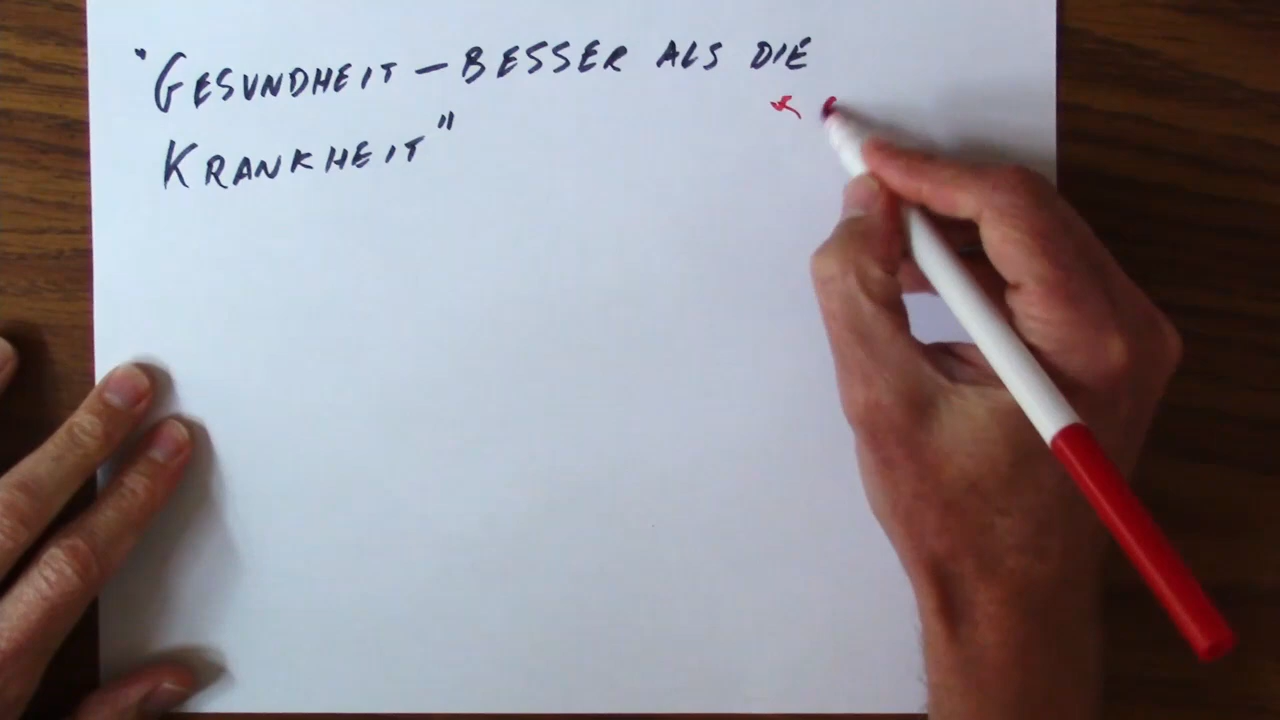 "GESUNDHEIT – BESSER ALS DIE
KRANKHEIT"